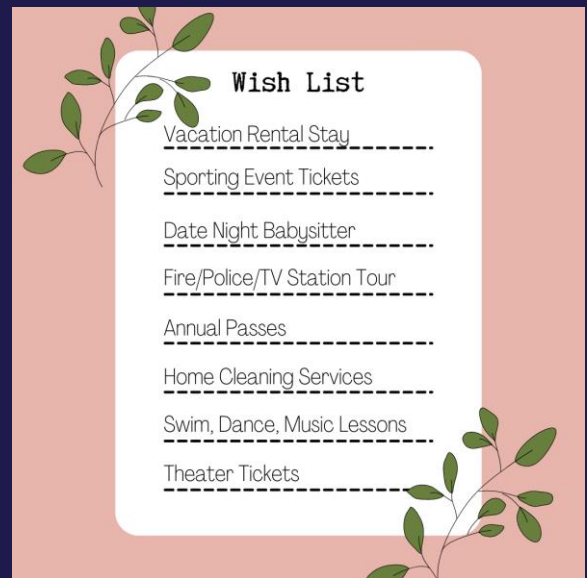 Wish List
Vacation Rental Stay
Sporting Event Tickets
Date Night Babysitter
Fire/Police/TV Station Tour
Annual Passes
Home Cleaning Services
Swim, Dance, Music Lessons
Theater Tickets